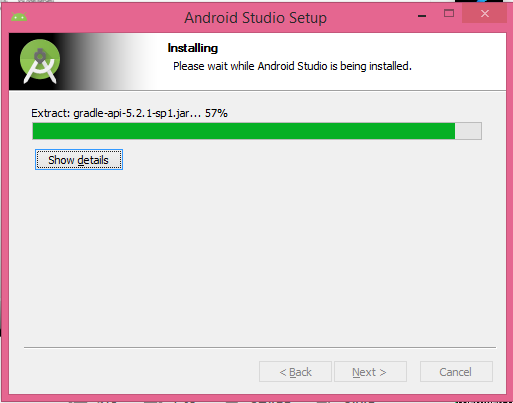 Android Studio Setup
Installing
Please wait while Android Studio is being installed.
Extract: gradle-api-5.2.1-sp1.jar... 57%
Show details
< Back Next > Cancel